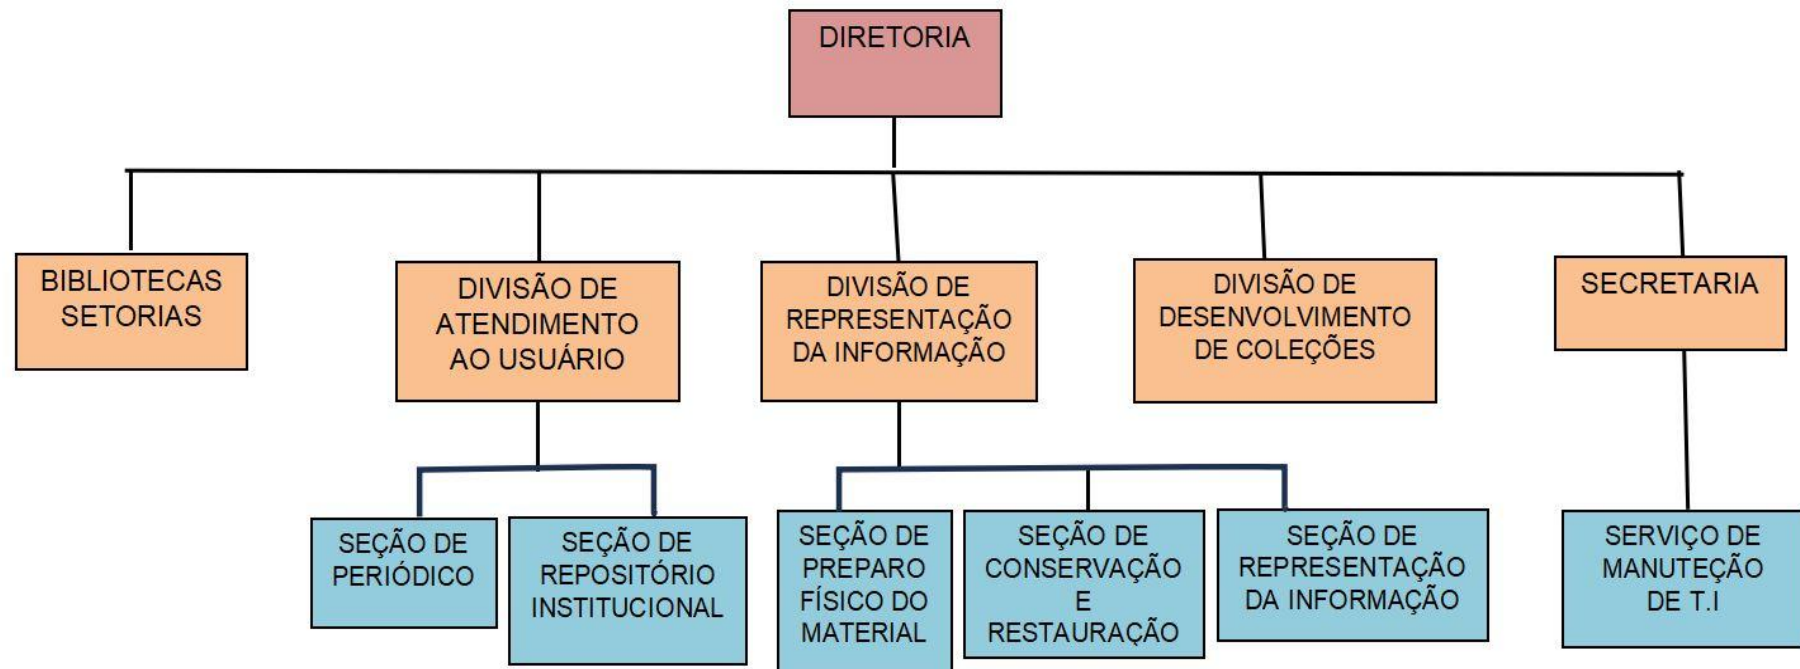 DIRETORIA
BIBLIOTECAS
SETORIAS
DIVISÃO DE
ATENDIMENTO
AO USUÁRIO
DIVISÃO DE
REPRESENTAÇÃO
DA INFORMAÇÃO
DIVISÃO DE
DESENVOLVIMENTO
DE COLEÇÕES
SECRETARIA
SEÇÃO DE
PERIÓDICO
SEÇÃO DE
REPOSITÓRIO
INSTITUCIONAL
SEÇÃO DE
PREPARO
FÍSICO DO
MATERIAL
SEÇÃO DE
CONSERVAÇÃO
E
RESTAURAÇÃO
SEÇÃO DE
REPRESENTAÇÃO
DA INFORMAÇÃO
SERVIÇO DE
MANUTEÇÃO
DE T.I